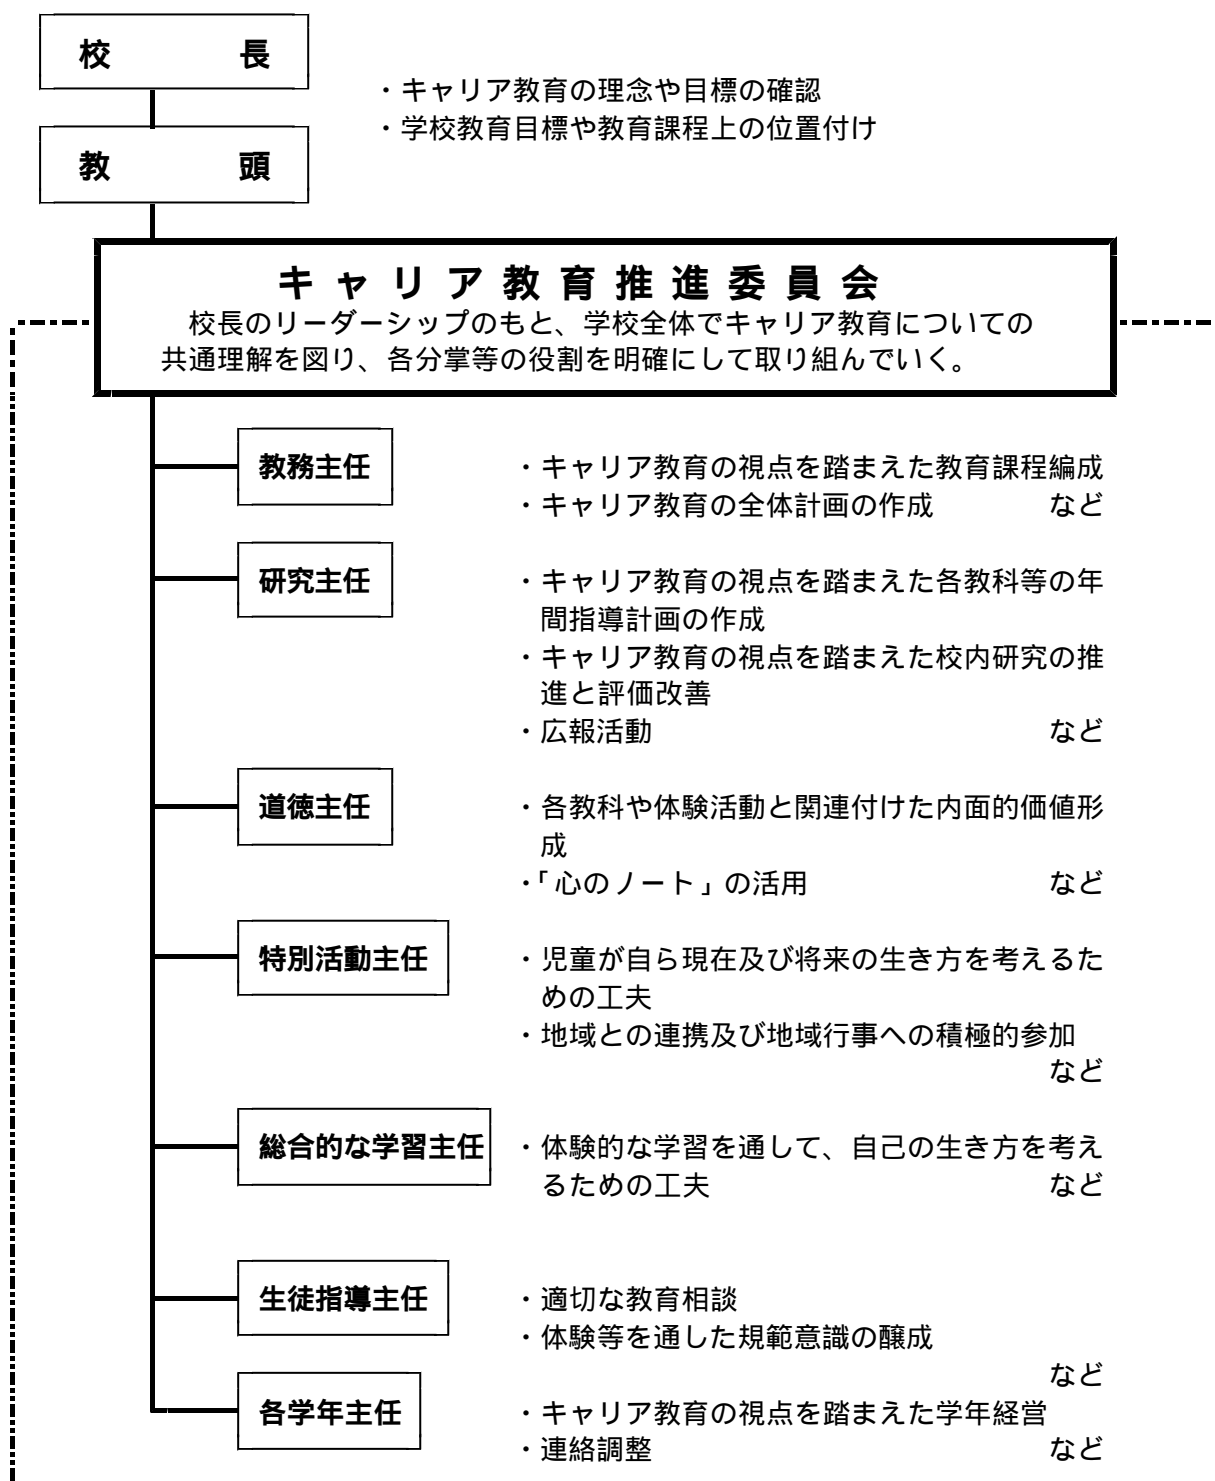 校　　長
・キャリア教育の理念や目標の確認
・学校教育目標や教育課程上の位置付け
教　　頭
キャリア教育推進委員会
校長のリーダーシップのもと、学校全体でキャリア教育についての
共通理解を図り、各分掌等の役割を明確にして取り組んでいく。
教務主任
・キャリア教育の視点を踏まえた教育課程編成
・キャリア教育の全体計画の作成　など
研究主任
・キャリア教育の視点を踏まえた各教科等の年
間指導計画の作成
・キャリア教育の視点を踏まえた校内研究の推
進と評価改善
・広報活動　など
道徳主任
・各教科や体験活動と関連付けた内面的価値形
成
・「心のノート」の活用　など
特別活動主任
・児童が自ら現在及び将来の生き方を考えるた
めの工夫
・地域との連携及び地域行事への積極的参加
など
総合的な学習主任
・体験的な学習を通して、自己の生き方を考え
るための工夫　など
生徒指導主任
・適切な教育相談
・体験等を通した規範意識の醸成
など
各学年主任
・キャリア教育の視点を踏まえた学年経営
・連絡調整　など